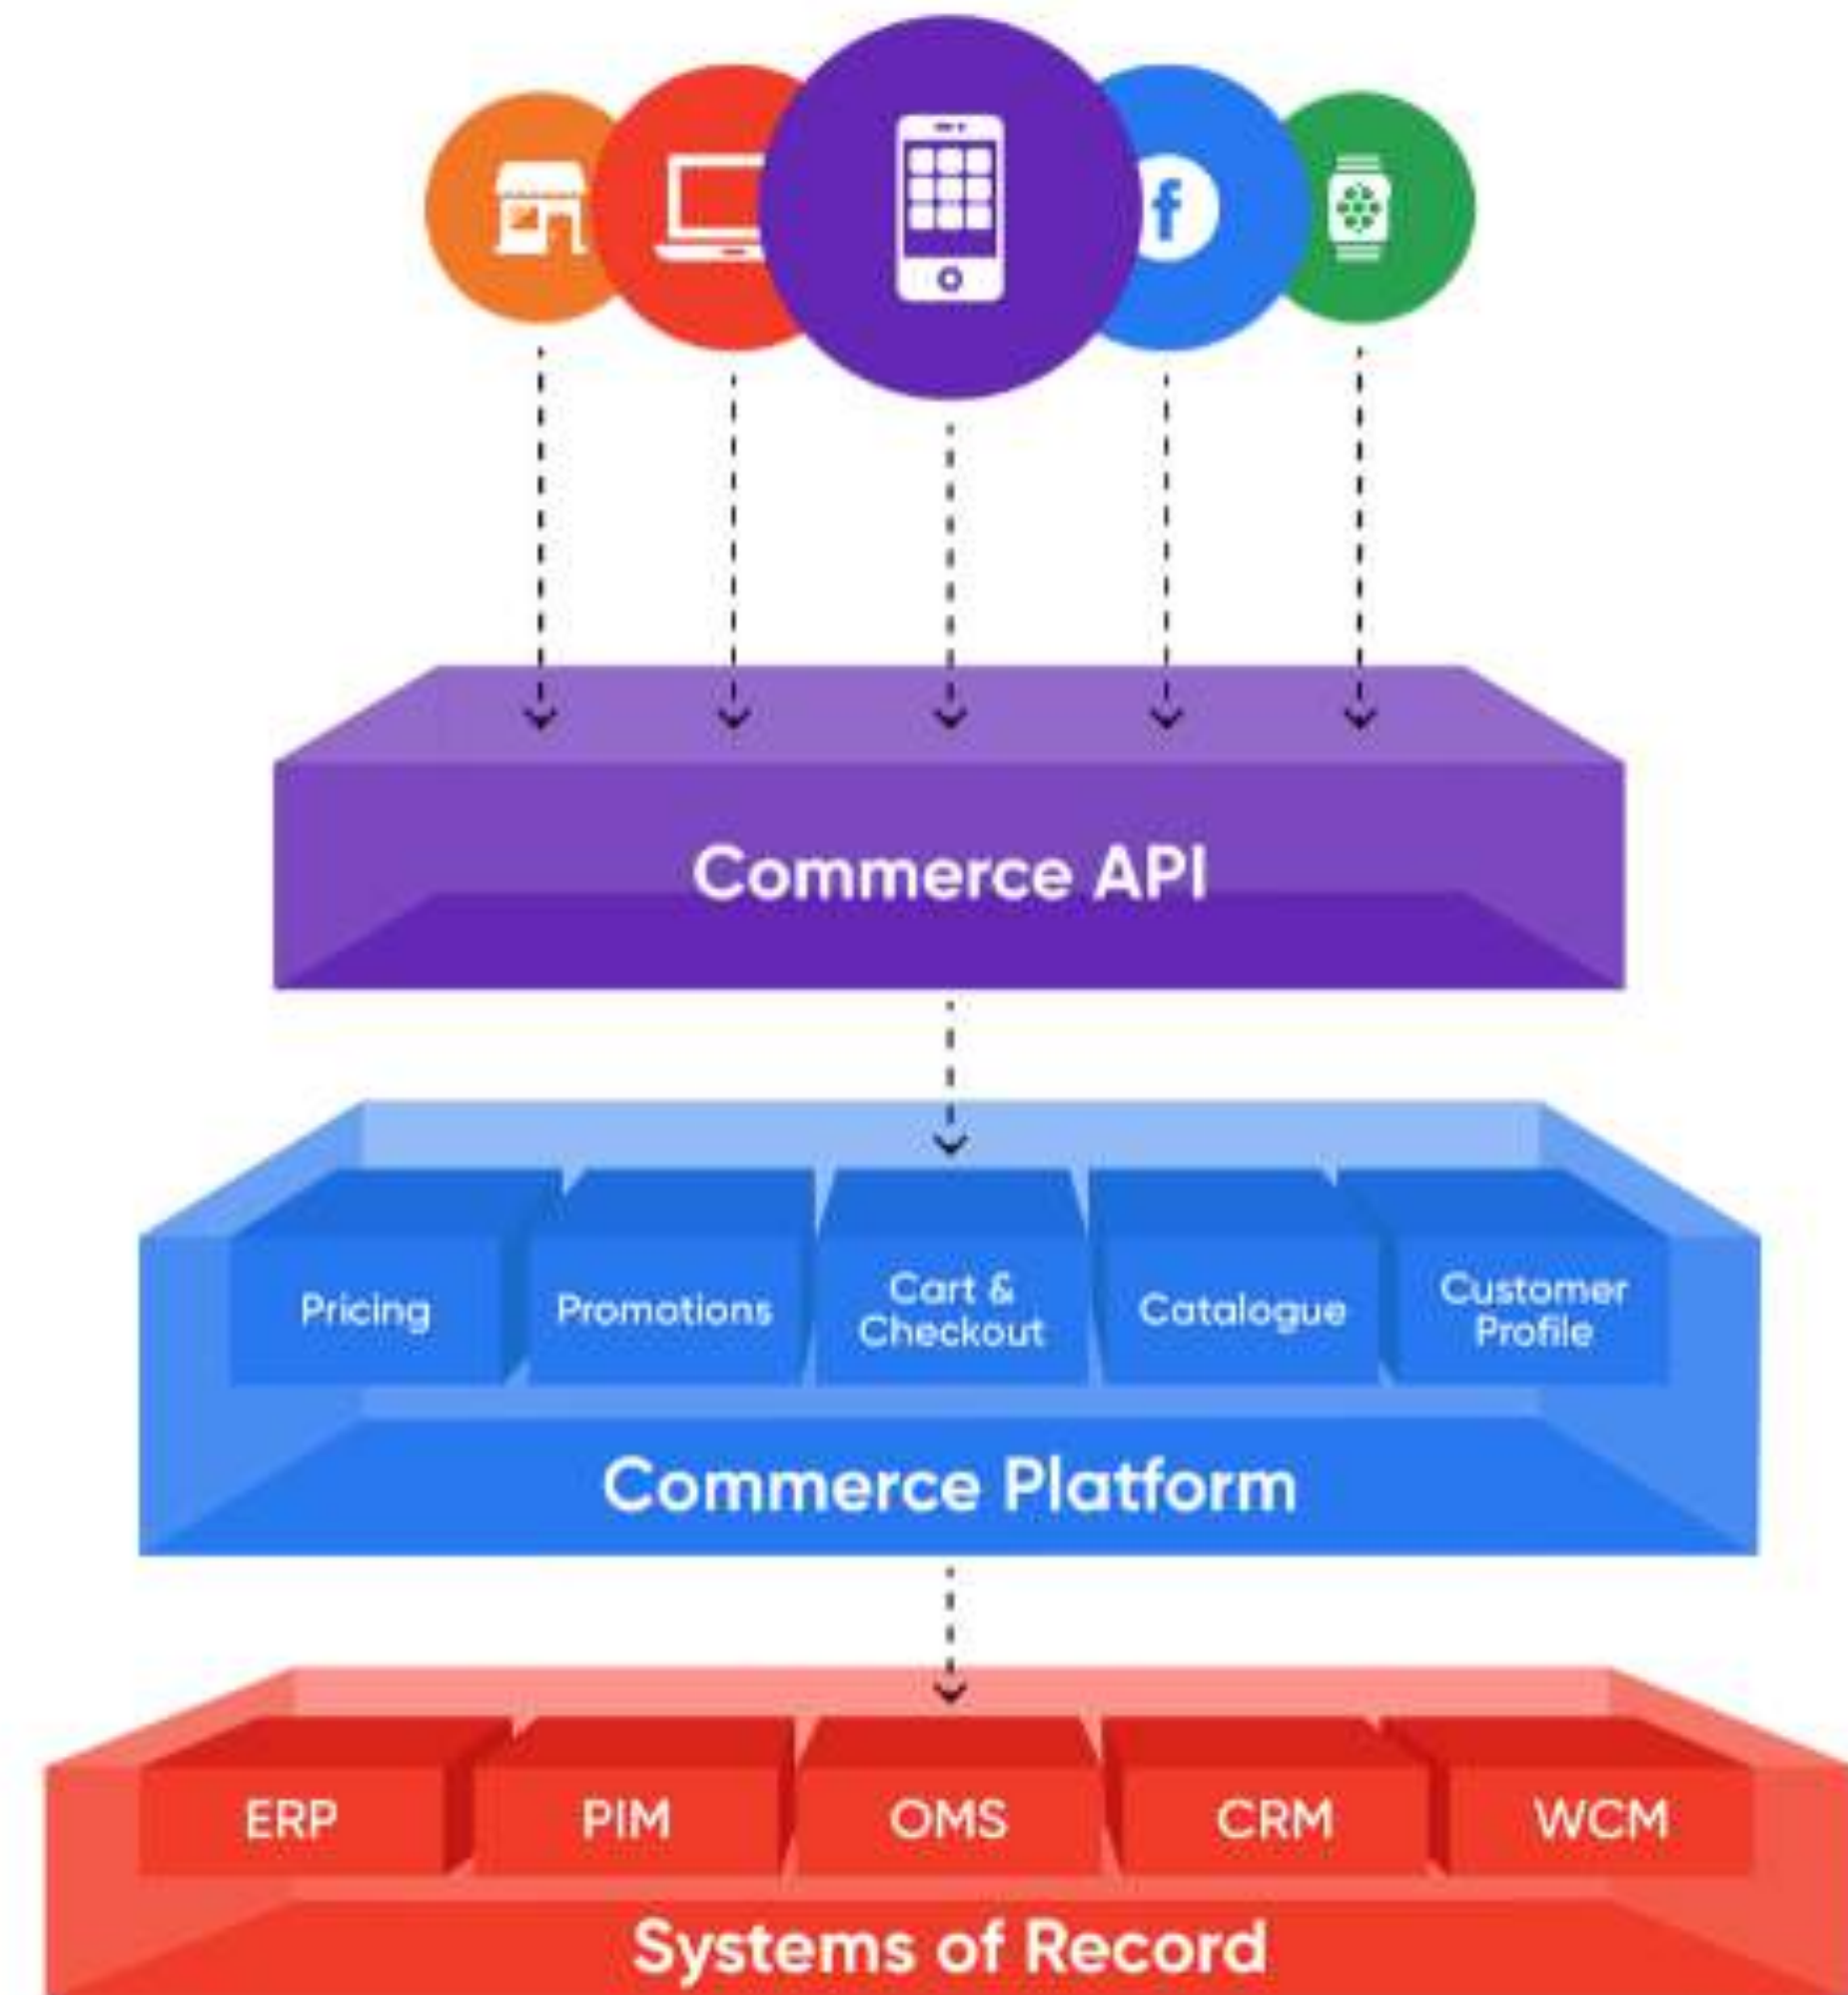 f
Commerce API
Pricing
Promotions
Cart &
Checkout
Catalogue
Customer
Profile
Commerce Platform
ERP
PIM
OMS
CRM
WCM
Systems of Record